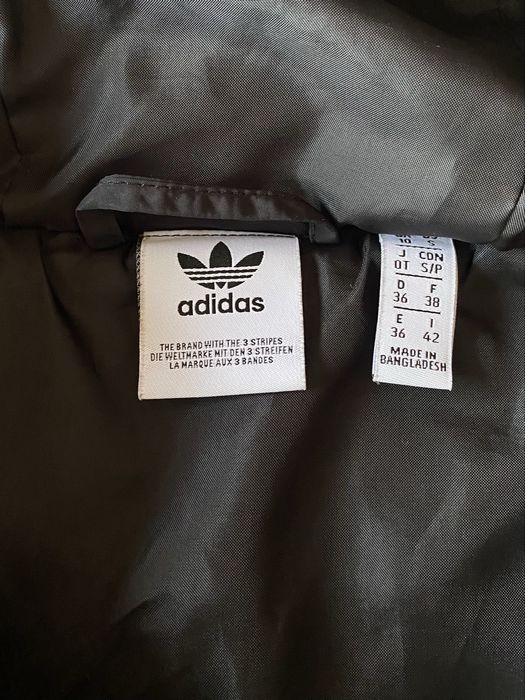 adidas
THE BRAND WITH THE 3 STRIPES
DIE WELTMARKE MIT DEN 3 STREIFEN
LA MARQUE AUX 3 BANDES
10 S
J CDN
OT S/P
D F
36 38
E I
36 42
MADE IN
BANGLADESH